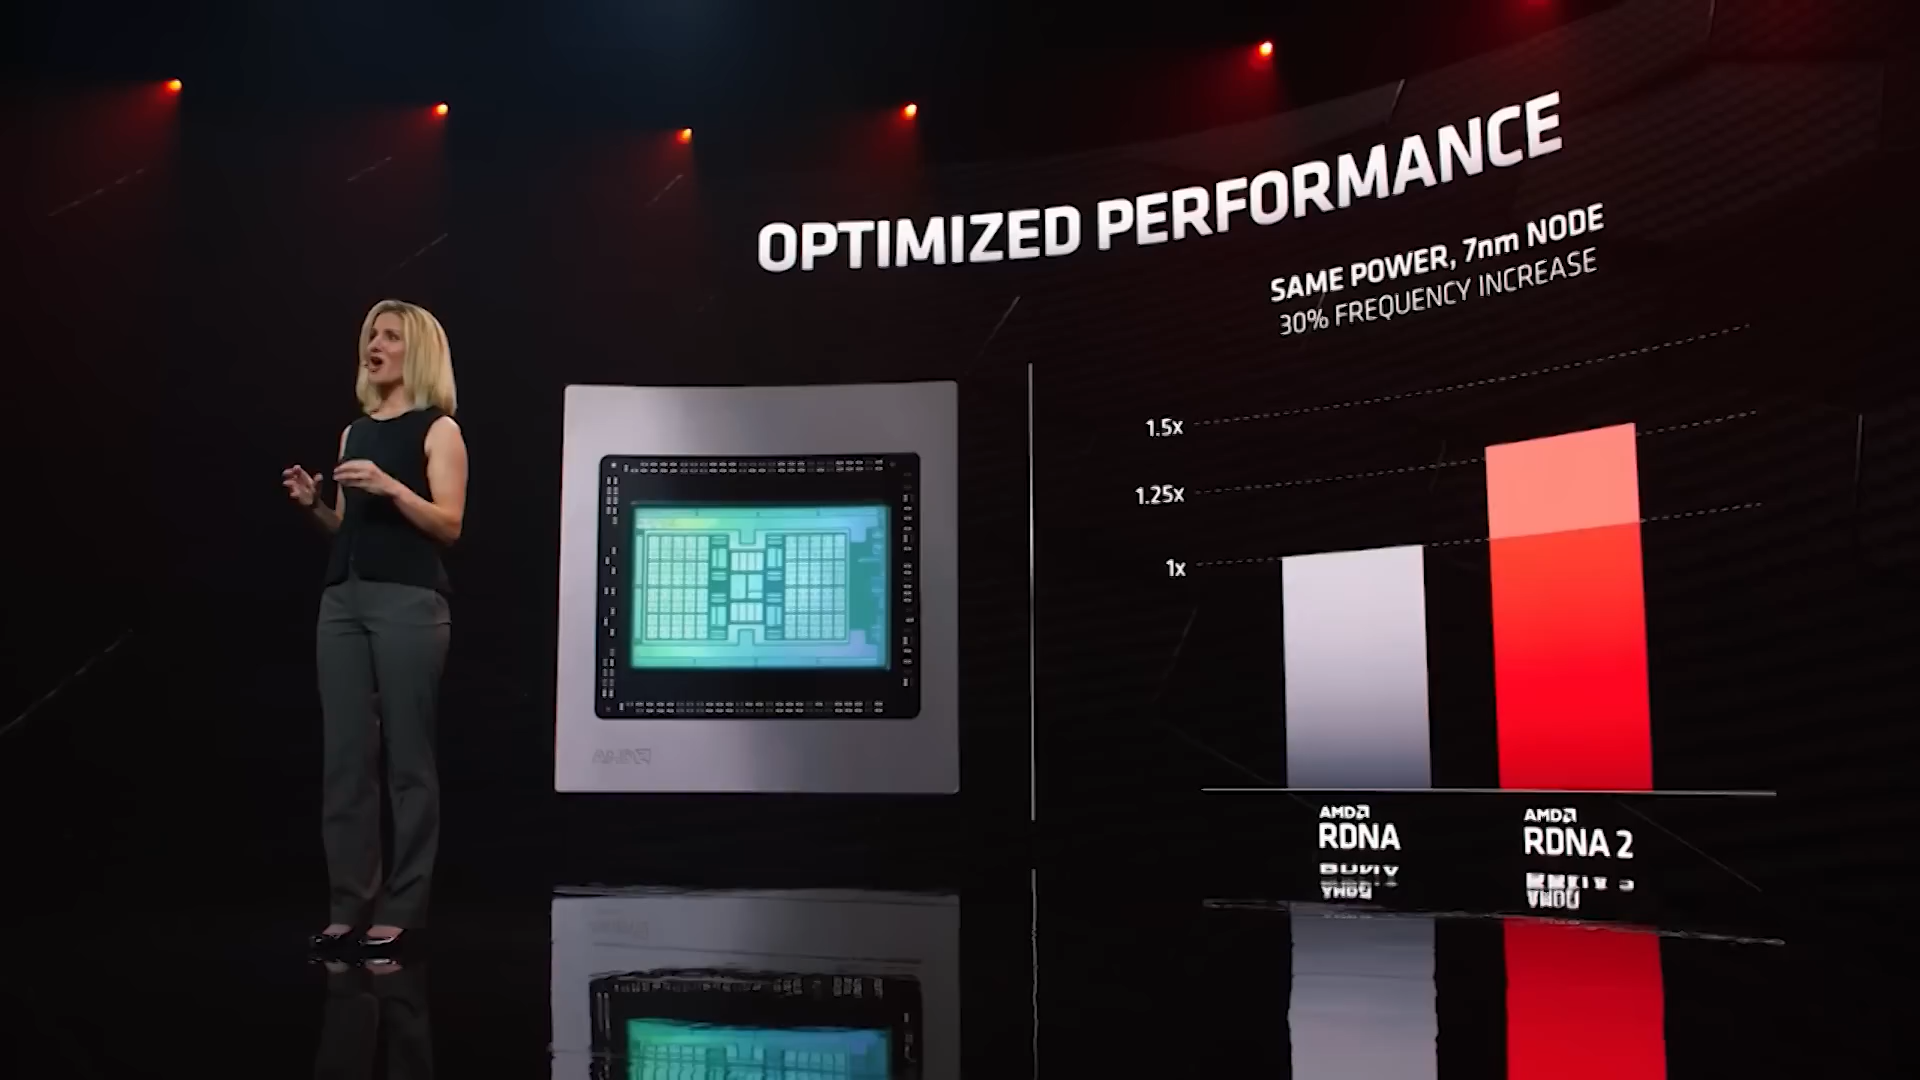 OPTIMIZED PERFORMANCE
SAME POWER, 7nm NODE
30% FREQUENCY INCREASE
1.5x
1.25x
1x
AMD
RDNA
AMD
RDNA 2
AMD